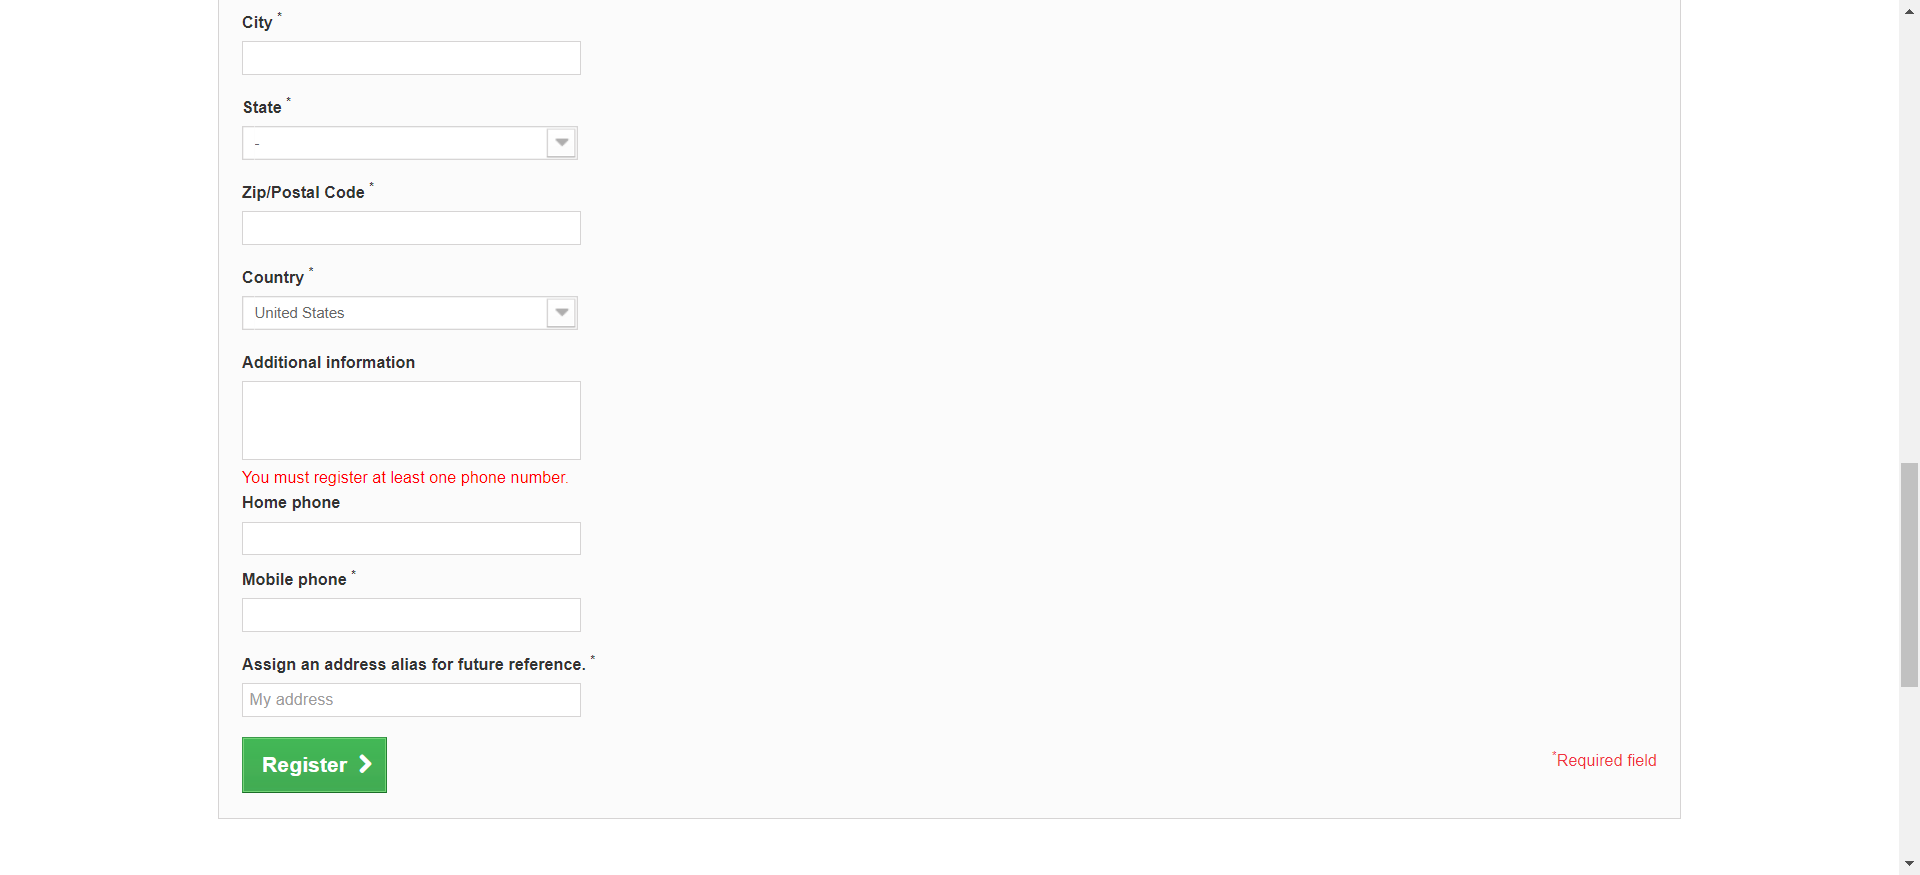 City *
State *
-
Zip/Postal Code *
Country *
United States
Additional information
You must register at least one phone number.
Home phone
Mobile phone *
Assign an address alias for future reference. *
My address
Register
*Required field